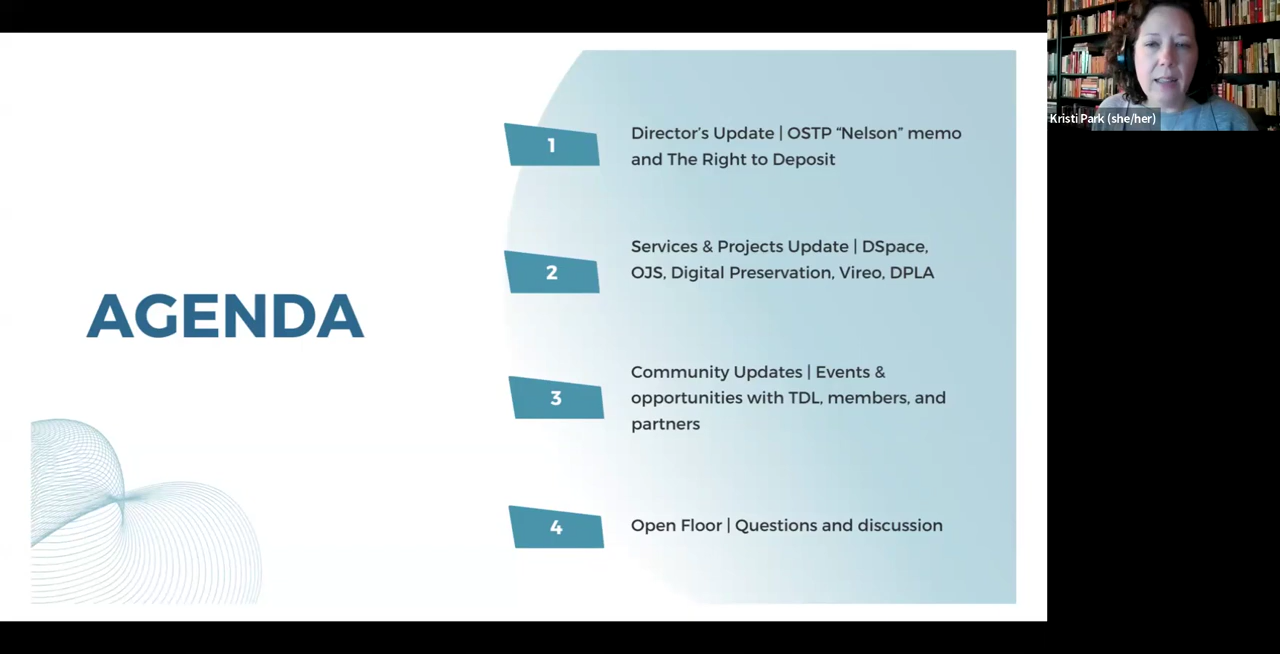 AGENDA
1
Director’s Update | OSTP “Nelson” memo
and The Right to Deposit
2
Services & Projects Update | DSpace,
OJS, Digital Preservation, Vireo, DPLA
3
Community Updates | Events &
opportunities with TDL, members, and
partners
4
Open Floor | Questions and discussion
Kristi Park (she/her)